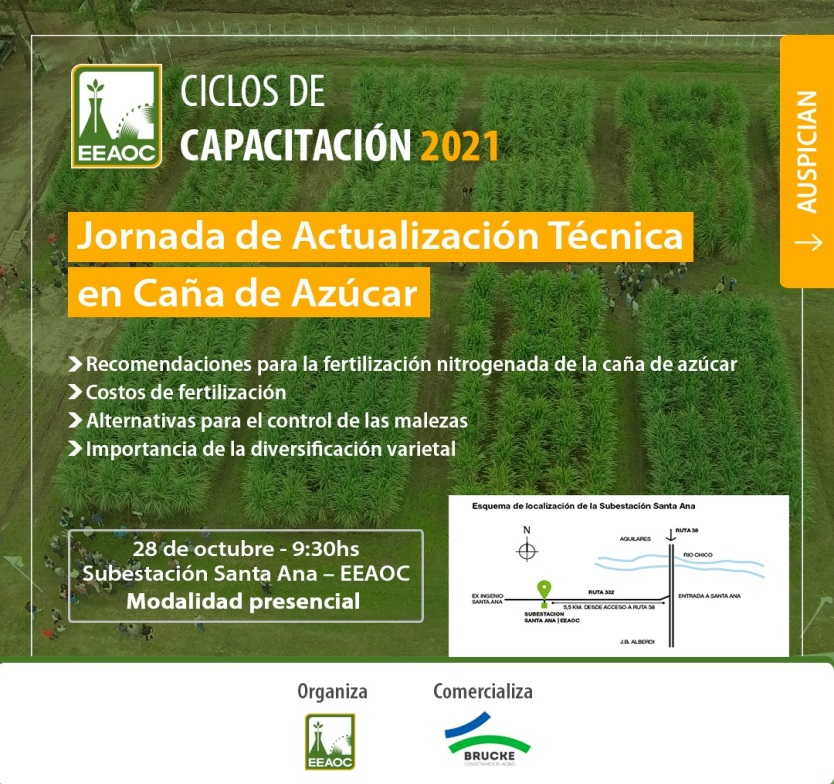 EEAOC
CICLOS DE
CAPACITACIÓN 2021
AUSPICIAN
Jornada de Actualización Técnica
en Caña de Azúcar
Recomendaciones para la fertilización nitrogenada de la caña de azúcar
Costos de fertilización
Alternativas para el control de las malezas
Importancia de la diversificación varietal
28 de octubre - 9:30hs
Subestación Santa Ana – EEAOC
Modalidad presencial
Esquema de localización de la Subestación Santa Ana
N
AGUILARES
RUTA 38
RIO CHICO
EX INGENIO
SANTA ANA
RUTA 332
ENTRADA A SANTA ANA
5,5 KM. DESDE ACCESO A RUTA 38
SUBESTACIÓN
SANTA ANA | EEAOC
J.B. ALBERDI
Organiza
Comercializa
EEAOC
BRUCKE
CONECTAMOS EL AGRO